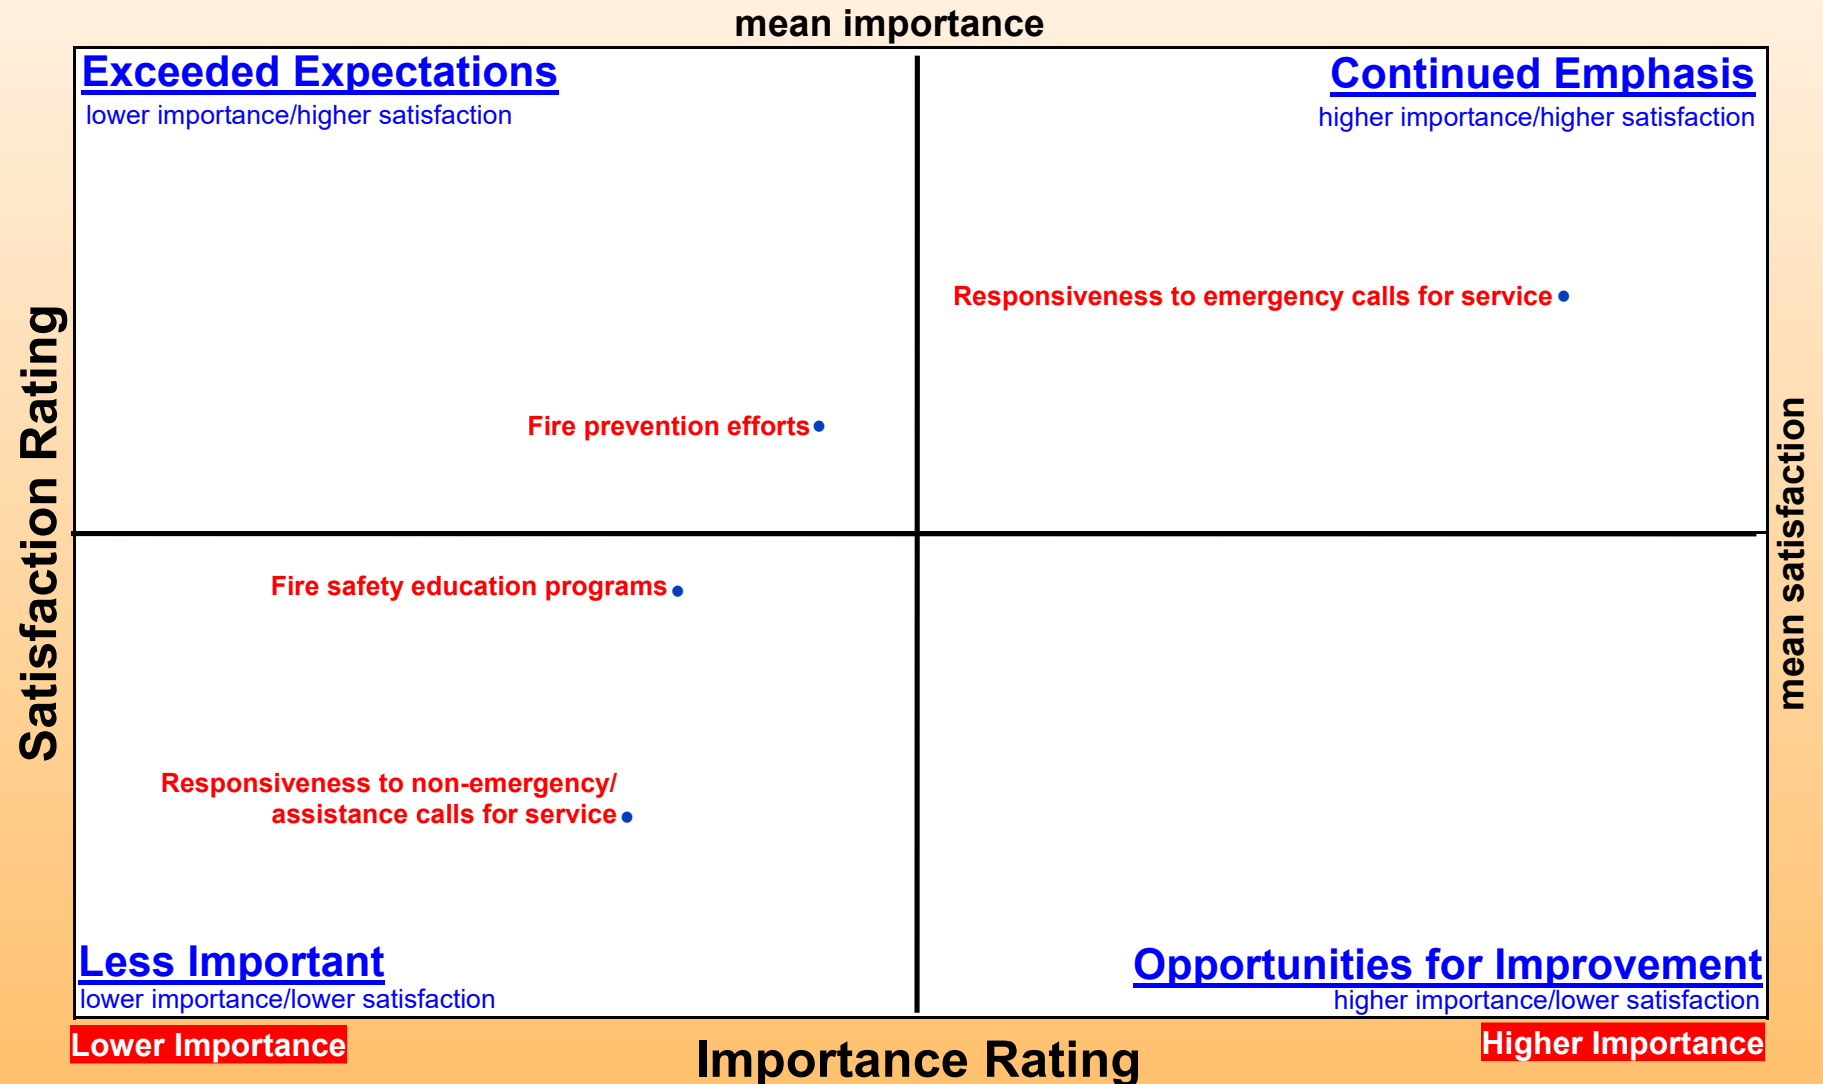 mean importance
Exceeded Expectations
lower importance/higher satisfaction
Continued Emphasis
higher importance/higher satisfaction
Responsiveness to emergency calls for service
Fire prevention efforts
Satisfaction Rating
mean satisfaction
Fire safety education programs
Responsiveness to non-emergency/
assistance calls for service
Less Important
lower importance/lower satisfaction
Opportunities for Improvement
higher importance/lower satisfaction
Lower Importance
Importance Rating
Higher Importance